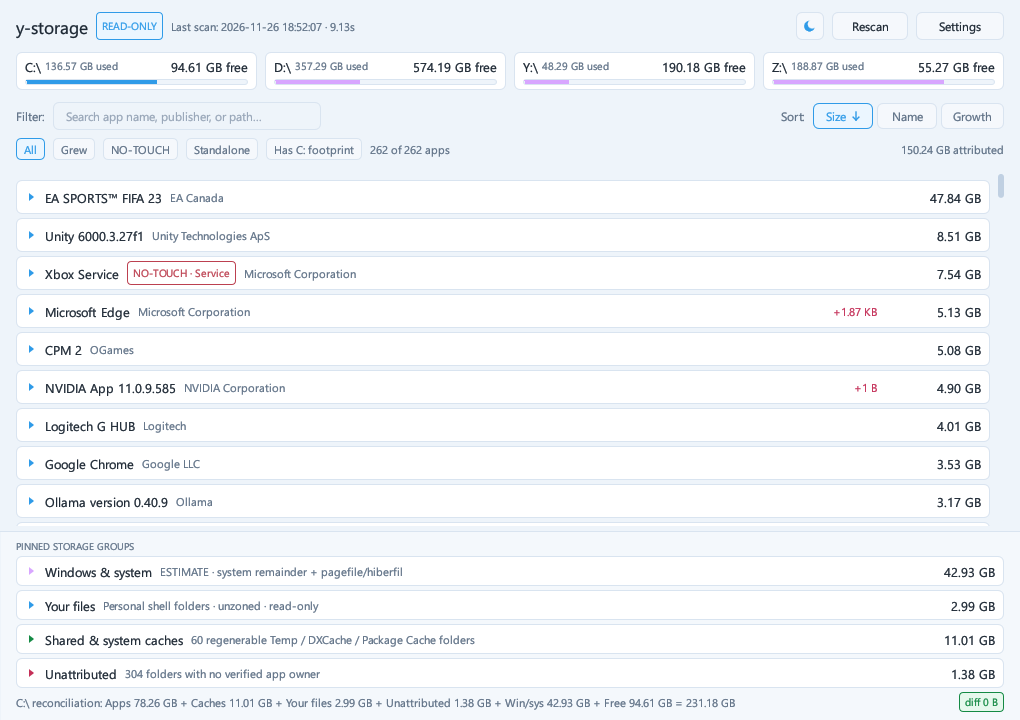 y-storage READ-ONLY Last scan: 2026-11-26 18:52:07 · 9.13s Rescan Settings
C:\ 136.57 GB used 94.61 GB free D:\ 357.29 GB used 574.19 GB free Y:\ 48.29 GB used 190.18 GB free Z:\ 188.87 GB used 55.27 GB free
Filter: Search app name, publisher, or path... Sort: Size ↓ Name Growth
All Grew NO-TOUCH Standalone Has C: footprint 262 of 262 apps 150.24 GB attributed
EA SPORTS™ FIFA 23 EA Canada 47.84 GB
Unity 6000.3.27f1 Unity Technologies ApS 8.51 GB
Xbox Service NO-TOUCH · Service Microsoft Corporation 7.54 GB
Microsoft Edge Microsoft Corporation +1.87 KB 5.13 GB
CPM 2 OGames 5.08 GB
NVIDIA App 11.0.9.585 NVIDIA Corporation +1 B 4.90 GB
Logitech G HUB Logitech 4.01 GB
Google Chrome Google LLC 3.53 GB
Ollama version 0.40.9 Ollama 3.17 GB
PINNED STORAGE GROUPS
Windows & system ESTIMATE · system remainder + pagefile/hiberfil 42.93 GB
Your files Personal shell folders · unzoned · read-only 2.99 GB
Shared & system caches 60 regenerable Temp / DXCache / Package Cache folders 11.01 GB
Unattributed 304 folders with no verified app owner 1.38 GB
C:\ reconciliation: Apps 78.26 GB + Caches 11.01 GB + Your files 2.99 GB + Unattributed 1.38 GB + Win/sys 42.93 GB + Free 94.61 GB = 231.18 GB diff 0 B